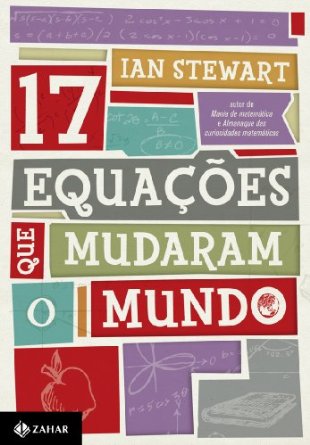 IAN STEWART
autor de
Mania de matemática
e Almanaque das
curiosidades matemáticas
17
EQUAÇÕES
QUE MUDARAM
O MUNDO
ZAHAR